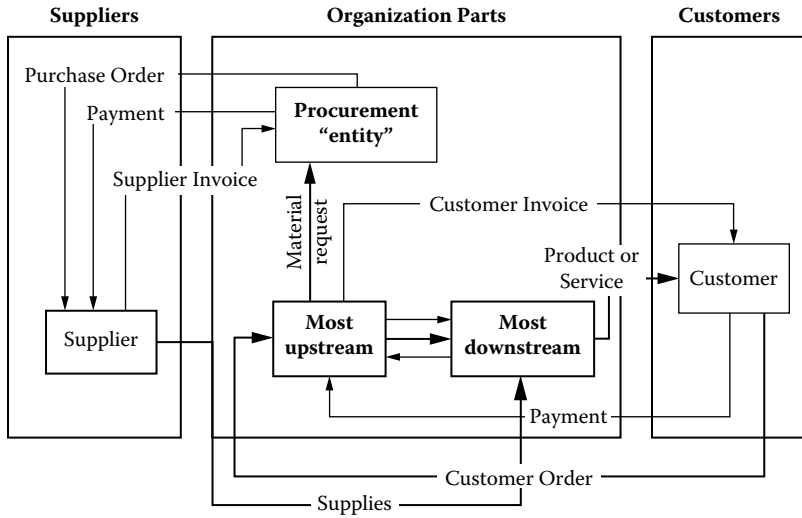 Suppliers
Organization Parts
Customers
Purchase Order
Payment
Procurement
“entity”
Supplier Invoice
Material
request
Customer Invoice
Product or
Service
Customer
Supplier
Most
upstream
Most
downstream
Payment
Customer Order
Supplies